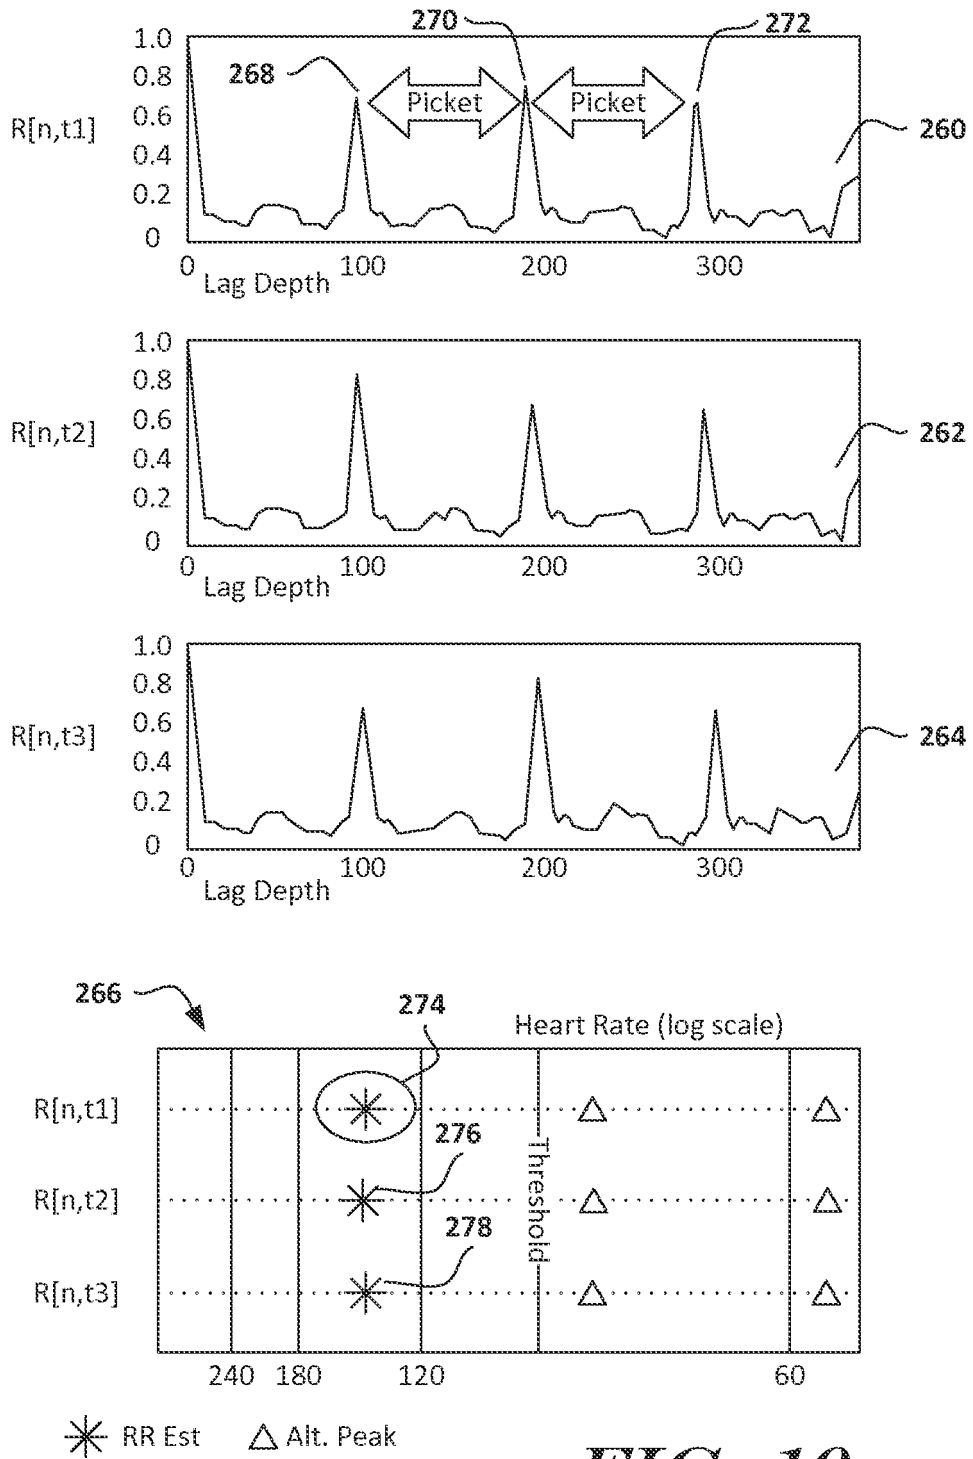 270
272
1.0
0.8
268
Picket
Picket
0.6
R[n,t1]
260
0.4
0.2
0
0
100
200
300
Lag Depth
1.0
0.8
0.6
R[n,t2]
262
0.4
0.2
0
0
100
200
300
Lag Depth
1.0
0.8
0.6
R[n,t3]
264
0.4
0.2
0
0
100
200
300
Lag Depth
266
274
Heart Rate (log scale)
R[n,t1]
276
Threshold
R[n,t2]
278
R[n,t3]
240
180
120
60
RR Est
Alt. Peak